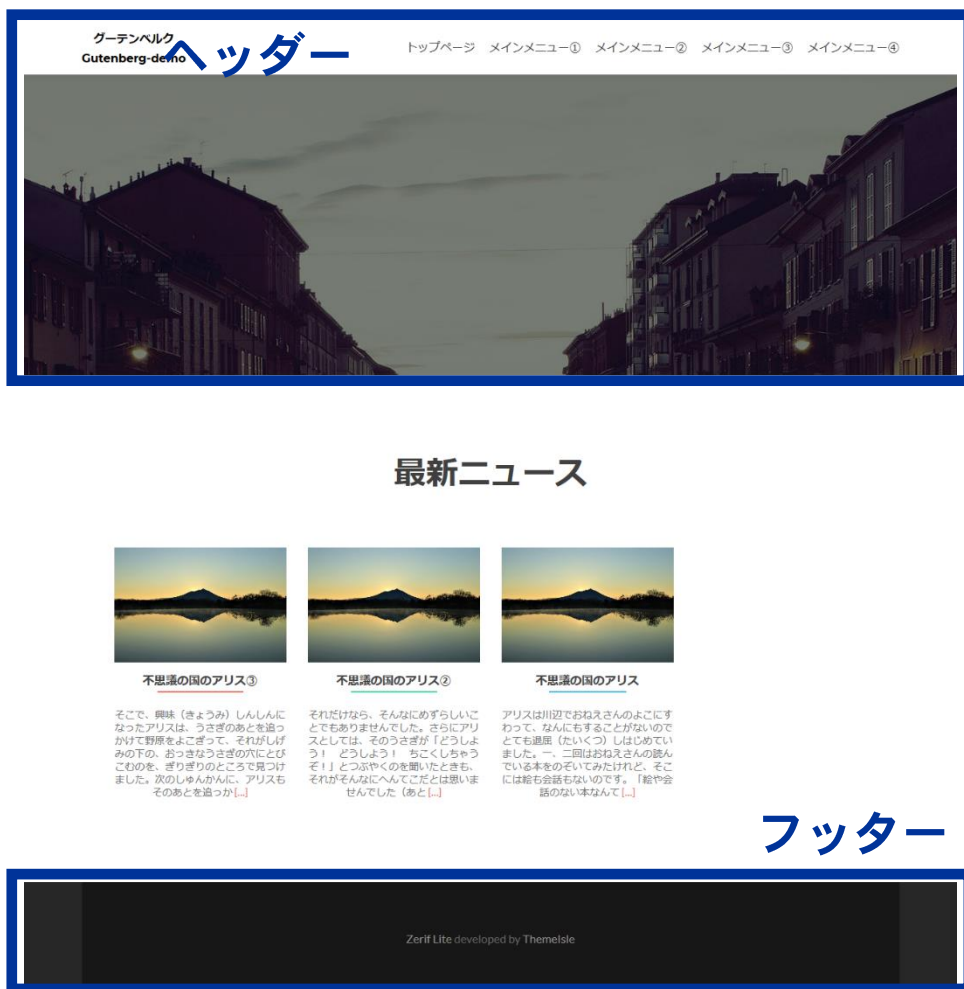 グーテンベルク
Gutenberg-demo
ヘッダー
トップページ メインメニュー① メインメニュー② メインメニュー③ メインメニュー④
最新ニュース
不思議の国のアリス③
そこで、興味（きょうみ）しんしんに
なったアリスは、うさぎのあとを追っ
かけて野原をよこぎって、それがしげ
みの下の、おっきなうさぎの穴にとび
こむのを、ぎりぎりのところで見つけ
ました。次のしゅんかんに、アリスも
そのあとを追っか[...]
不思議の国のアリス②
それだけなら、そんなにめずらしいこ
とでもありませんでした。さらにアリ
スとしては、そのうさぎが「どうしよ
う！ どうしよう！ ちこくしちゃう
ぞ！」とつぶやくのを聞いたときも、
それがそんなにへんてこだとは思いま
せんでした（あと[...]
不思議の国のアリス
アリスは川辺でおねえさんのよこにす
わって、なんにもすることがないので
とても退屈（たいくつ）しはじめてい
ました。一、二回はおねえさんの読ん
でいる本をのぞいてみたけれど、そこ
には絵も会話もないのです。「絵や会
話のない本なんて[...]
フッター
Zerif Lite developed by ThemeIsle